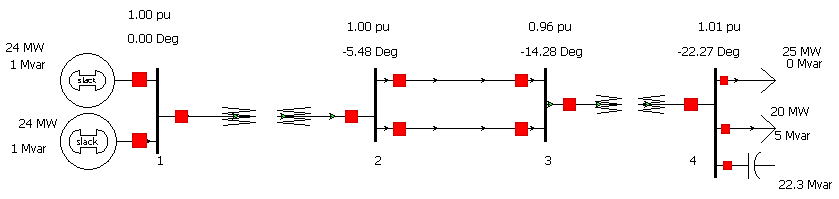 1.00 pu
0.00 Deg
24 MW
1 Mvar
slack
24 MW
1 Mvar
slack
1
1.00 pu
-5.48 Deg
2
0.96 pu
-14.28 Deg
3
1.01 pu
-22.27 Deg
4
25 MW
0 Mvar
20 MW
5 Mvar
22.3 Mvar